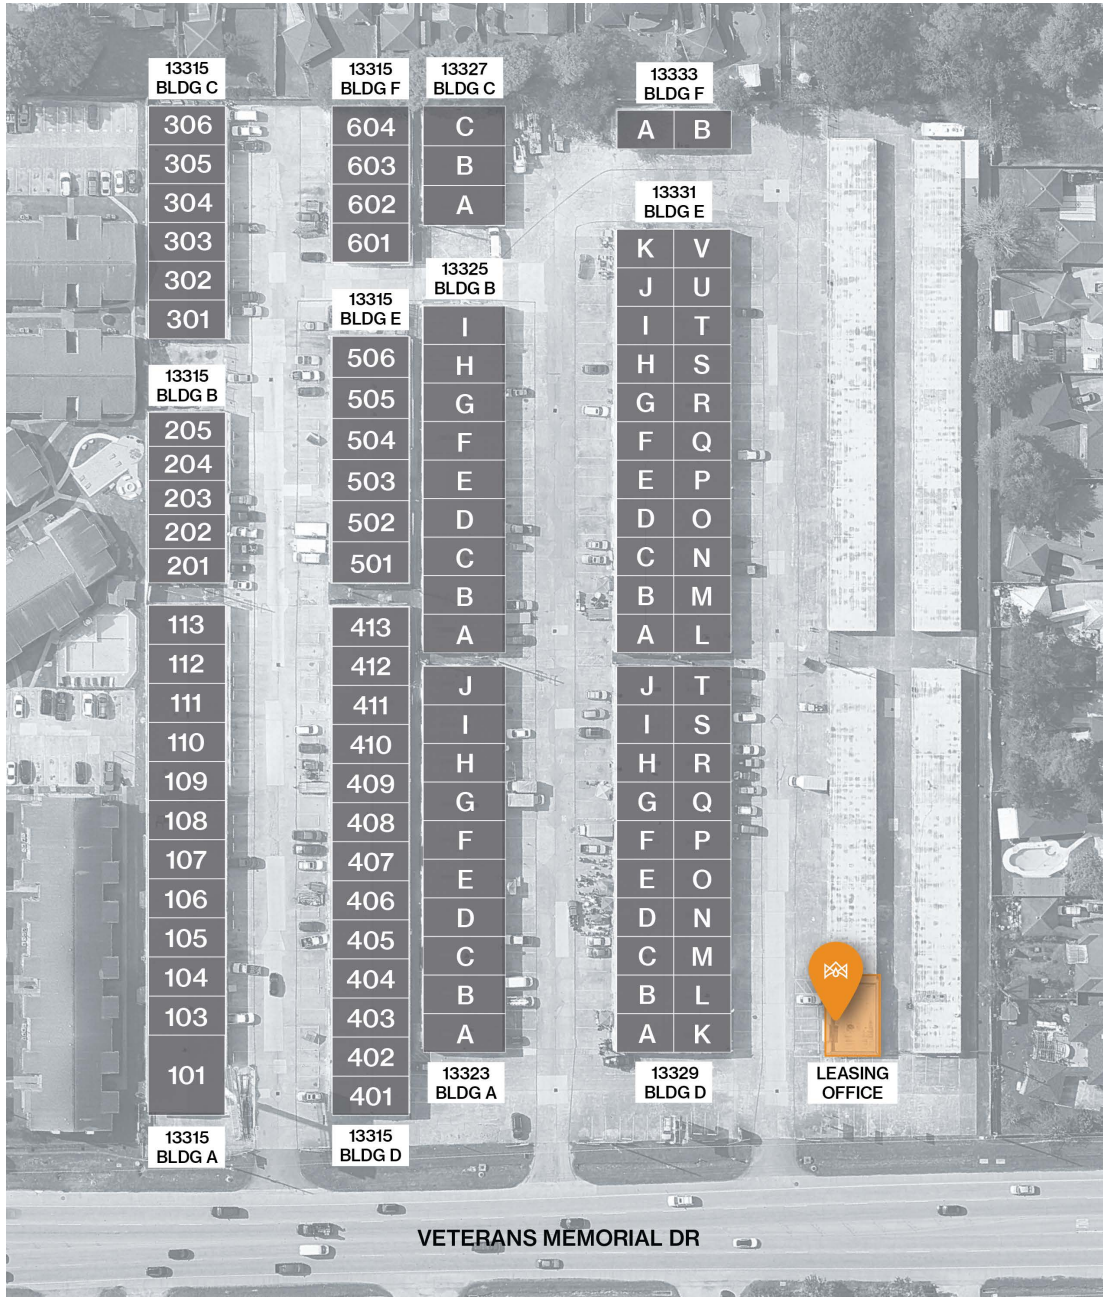 13315
BLDG C
306
305
304
303
302
301
13315
BLDG B
205
204
203
202
201
113
112
111
110
109
108
107
106
105
104
103
101
13315
BLDG A
13315
BLDG F
604
603
602
601
13315
BLDG E
506
505
504
503
502
501
413
412
411
410
409
408
407
406
405
404
403
402
401
13315
BLDG D
13327
BLDG C
C
B
A
13325
BLDG B
I
H
G
F
E
D
C
B
A
J
I
H
G
F
E
D
C
B
A
13323
BLDG A
13333
BLDG F
A B
13331
BLDG E
K V
J U
I T
H S
G R
F Q
E P
D O
C N
B M
A L
J T
I S
H R
G Q
F P
E O
D N
C M
B L
A K
13329
BLDG D
LEASING
OFFICE
VETERANS MEMORIAL DR